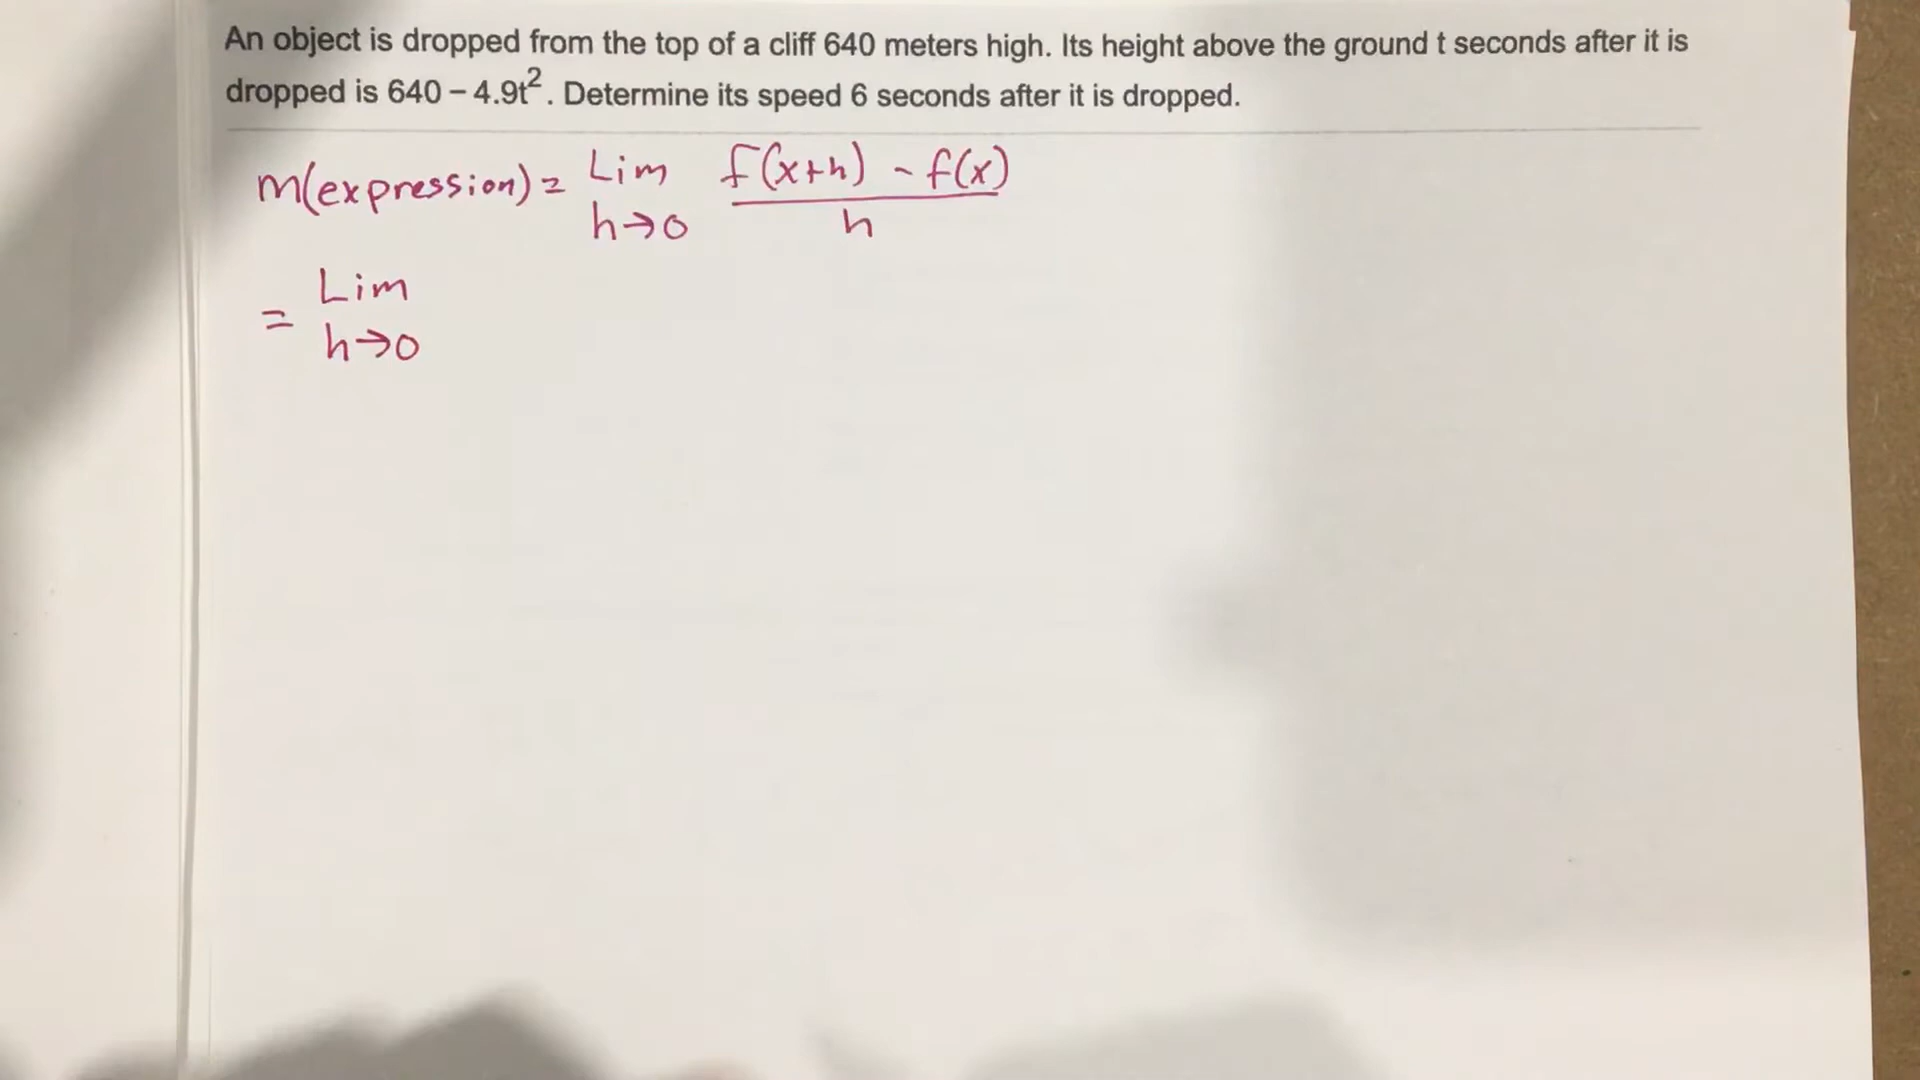 An object is dropped from the top of a cliff 640 meters high. Its height above the ground t seconds after it is
dropped is 640 – 4.9t². Determine its speed 6 seconds after it is dropped.
m(expression) = Lim f(x+h) - f(x)
h→0 h
= Lim
h→0